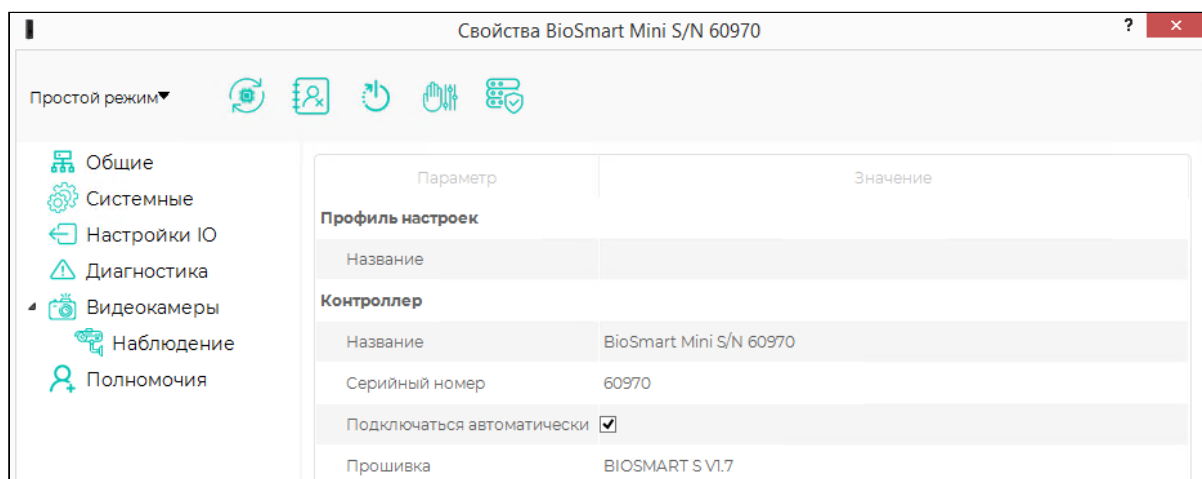 Свойства BioSmart Mini S/N 60970
?
Простой режим
Общие
Системные
Настройки IO
Диагностика
Видеокамеры
Наблюдение
Полномочия
Параметр Значение
Профиль настроек
Название
Контроллер
Название BioSmart Mini S/N 60970
Серийный номер 60970
Подключаться автоматически
Прошивка BIOSMART S V1.7